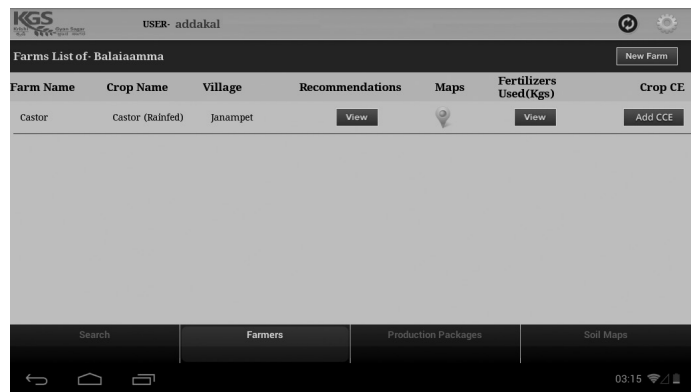 KGS
USER- addakal
Farms List of- Balaiaamma
New Farm
Farm Name Crop Name Village Recommendations Maps Fertilizers Used(Kgs) Crop CE
Castor Castor (Rainfed) Janampet View View Add CCE
Search Farmers Production Packages Soil Maps
03:15